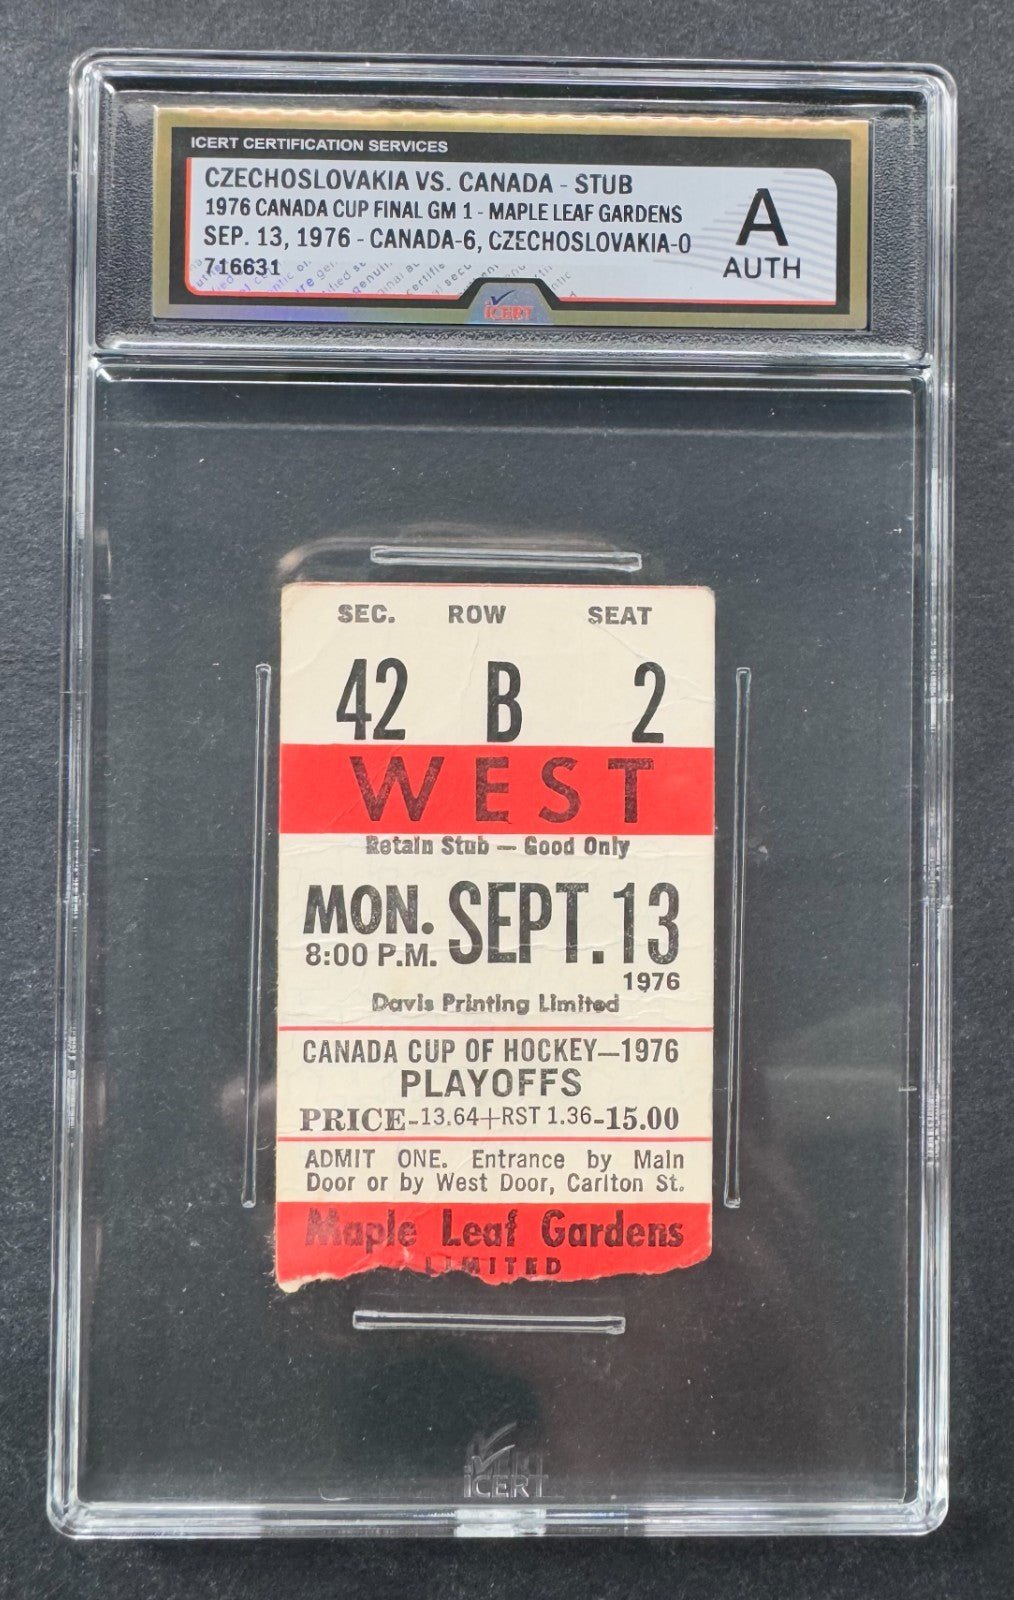 ICERT CERTIFICATION SERVICES
CZECHOSLOVAKIA VS. CANADA - STUB
1976 CANADA CUP FINAL GM 1 - MAPLE LEAF GARDENS
SEP. 13, 1976 - CANADA-6, CZECHOSLOVAKIA-0
716631
A
AUTH
iCERT
SEC. ROW SEAT
42 B 2
WEST
Retain Stub — Good Only
MON. SEPT. 13
8:00 P.M.
1976
Davis Printing Limited
CANADA CUP OF HOCKEY—1976
PLAYOFFS
PRICE-13.64+RST 1.36-15.00
ADMIT ONE. Entrance by Main
Door or by West Door, Carlton St.
Maple Leaf Gardens
LIMITED
iCERT